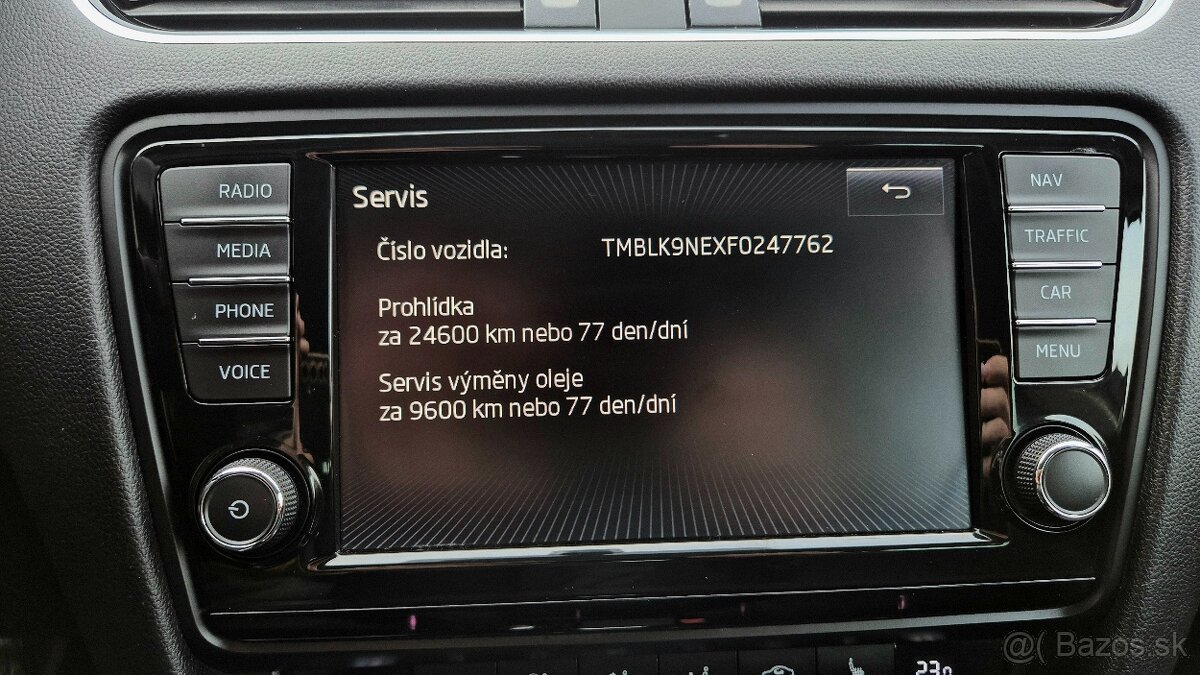 RADIO
MEDIA
PHONE
VOICE
Servis
Číslo vozidla: TMBLK9NEXF0247762
Prohlídka
za 24600 km nebo 77 den/dní
Servis výměny oleje
za 9600 km nebo 77 den/dní
NAV
TRAFFIC
CAR
MENU
@( Bazos.sk